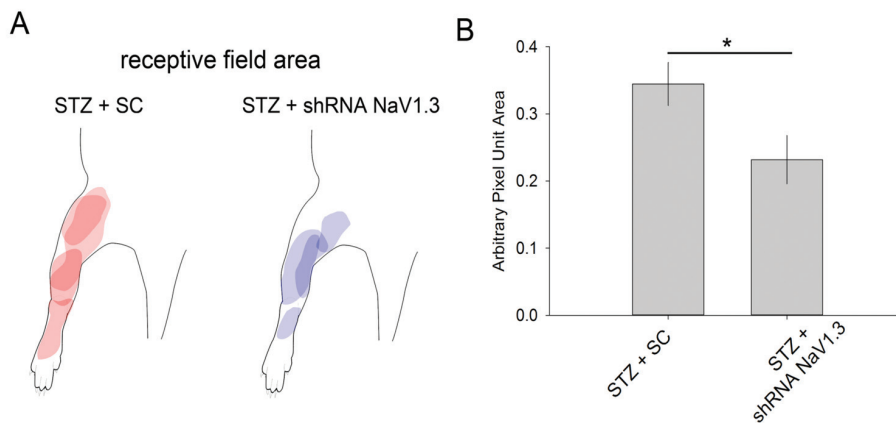 A
receptive field area
STZ + SC
STZ + shRNA NaV1.3
B
*
Arbitrary Pixel Unit Area
0.4
0.3
0.2
0.1
0.0
STZ + SC
STZ +
shRNA NaV1.3